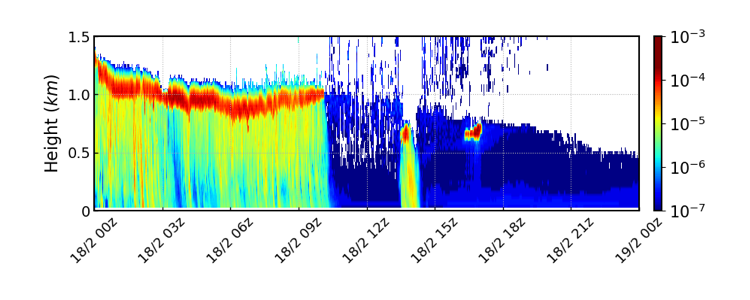 1.5
1.0
0.5
0
Height (km)
18/2 00z
18/2 03z
18/2 06z
18/2 09z
18/2 12z
18/2 15z
18/2 18z
18/2 21z
19/2 00z
10⁻³
10⁻⁴
10⁻⁵
10⁻⁶
10⁻⁷